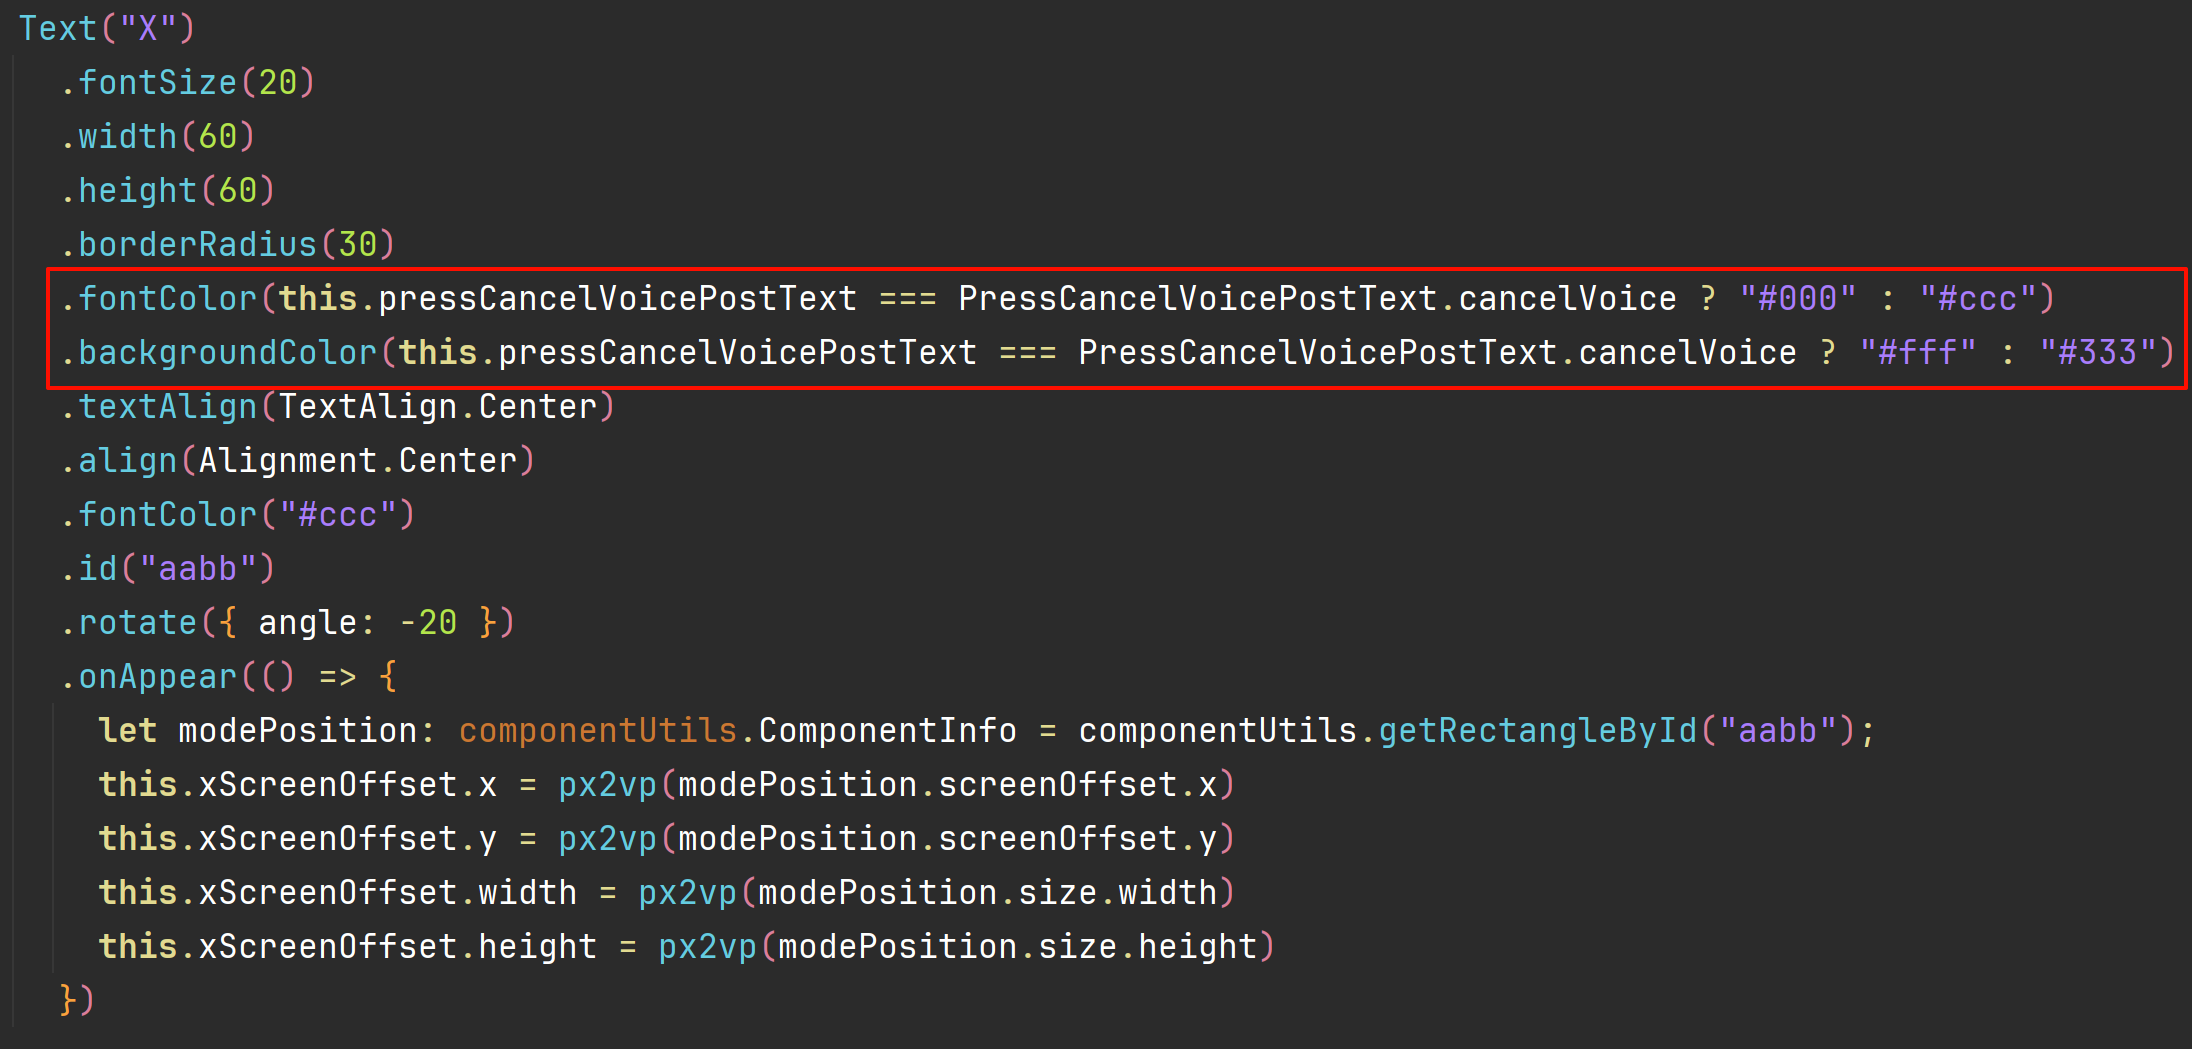 Text("X")
.fontSize(20)
.width(60)
.height(60)
.borderRadius(30)
.fontColor(this.pressCancelVoicePostText === PressCancelVoicePostText.cancelVoice ? "#000" : "#ccc")
.backgroundColor(this.pressCancelVoicePostText === PressCancelVoicePostText.cancelVoice ? "#fff" : "#333")
.textAlign(TextAlign.Center)
.align(Alignment.Center)
.fontColor("#ccc")
.id("aabb")
.rotate({ angle: -20 })
.onAppear(() => {
let modePosition: componentUtils.ComponentInfo = componentUtils.getRectangleById("aabb");
this.xScreenOffset.x = px2vp(modePosition.screenOffset.x)
this.xScreenOffset.y = px2vp(modePosition.screenOffset.y)
this.xScreenOffset.width = px2vp(modePosition.size.width)
this.xScreenOffset.height = px2vp(modePosition.size.height)
})